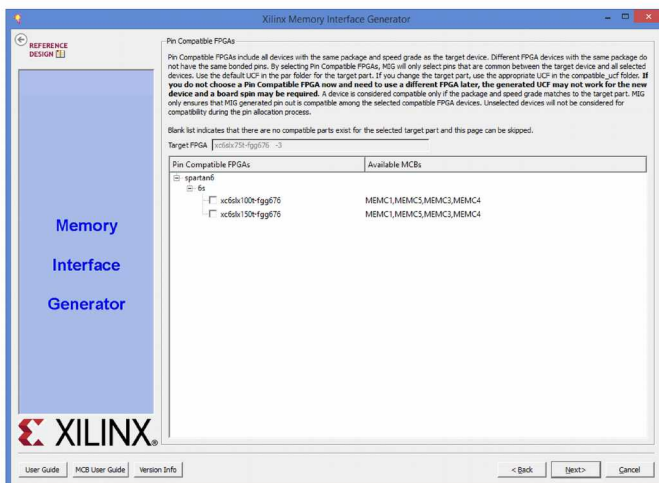 Xilinx Memory Interface Generator
REFERENCE
DESIGN
Pin Compatible FPGAs
Pin Compatible FPGAs include all devices with the same package and speed grade as the target device. Different FPGA devices with the same package do
not have the same bonded pins. By selecting Pin Compatible FPGAs, MIG will only select pins that are common between the target device and all selected
devices. Use the default UCF in the par folder for the target part. If you change the target part, use the appropriate UCF in the compatible_ucf folder. If
you do not choose a Pin Compatible FPGA now and need to use a different FPGA later, the generated UCF may not work for the new
device and a board spin may be required. A device is considered compatible only if the package and speed grade matches to the target part. MIG
only ensures that MIG generated pin out is compatible among the selected compatible FPGA devices. Unselected devices will not be considered for
compatibility during the pin allocation process.
Blank list indicates that there are no compatible parts exist for the selected target part and this page can be skipped.
Target FPGA xc6slx75t-fgg676 -3
Pin Compatible FPGAs Available MCBs
spartan6
6s
xc6slx100t-fgg676 MEMC1,MEMC5,MEMC3,MEMC4
xc6slx150t-fgg676 MEMC1,MEMC5,MEMC3,MEMC4
Memory
Interface
Generator
XILINX®
User Guide MCB User Guide Version Info < Back Next> Cancel